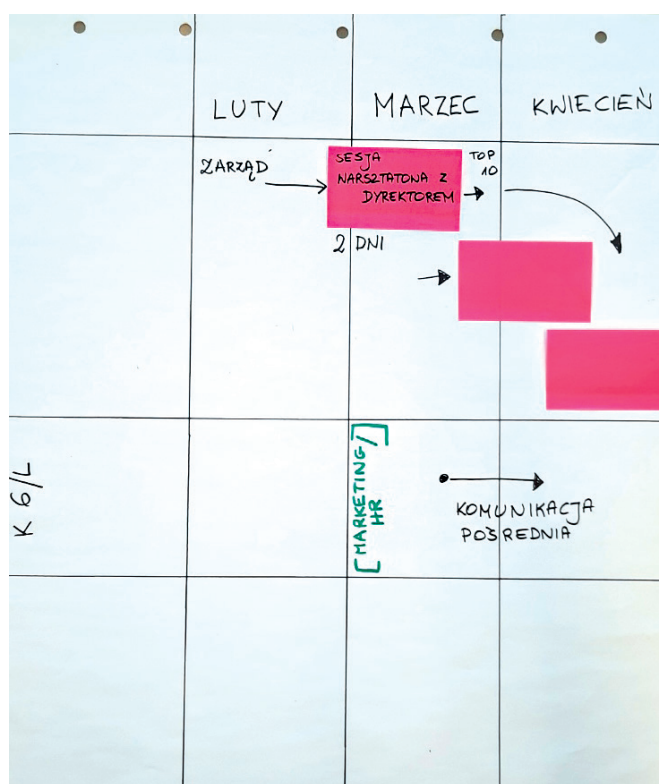 LUTY
MARZEC
KWIECIEŃ
ZARZĄD
SESJA
NARSZTATONA Z
DYREKTOREM
TOP
10
2 DNI
K 6/L
[MARKETING/]
HR
KOMUNIKACJA
POŚREDNIA